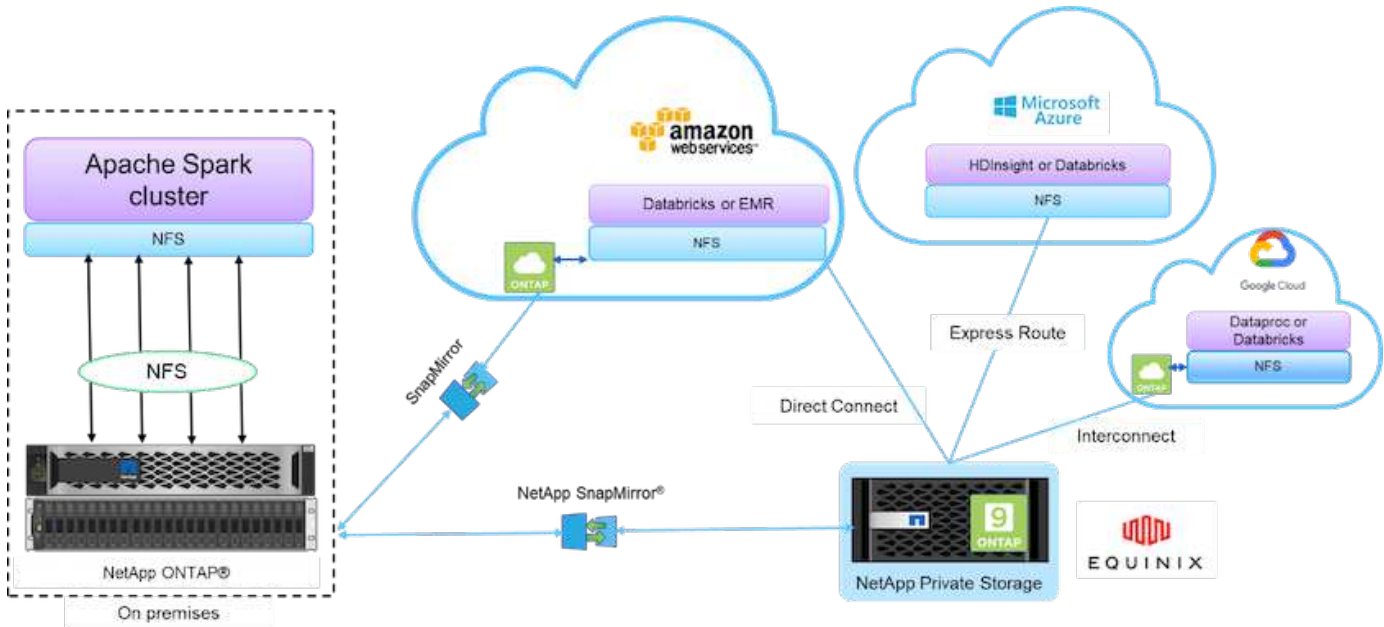 Apache Spark
cluster
NFS
NFS
NetApp ONTAP®
On premises
amazon
webservices™
Databricks or EMR
NFS
ONTAP
SnapMirror
NetApp SnapMirror®
Microsoft
Azure
HDInsight or Databricks
NFS
Express Route
Direct Connect
Google Cloud
Dataproc or
Databricks
NFS
ONTAP
Interconnect
9
ONTAP
NetApp Private Storage
EQUINIX